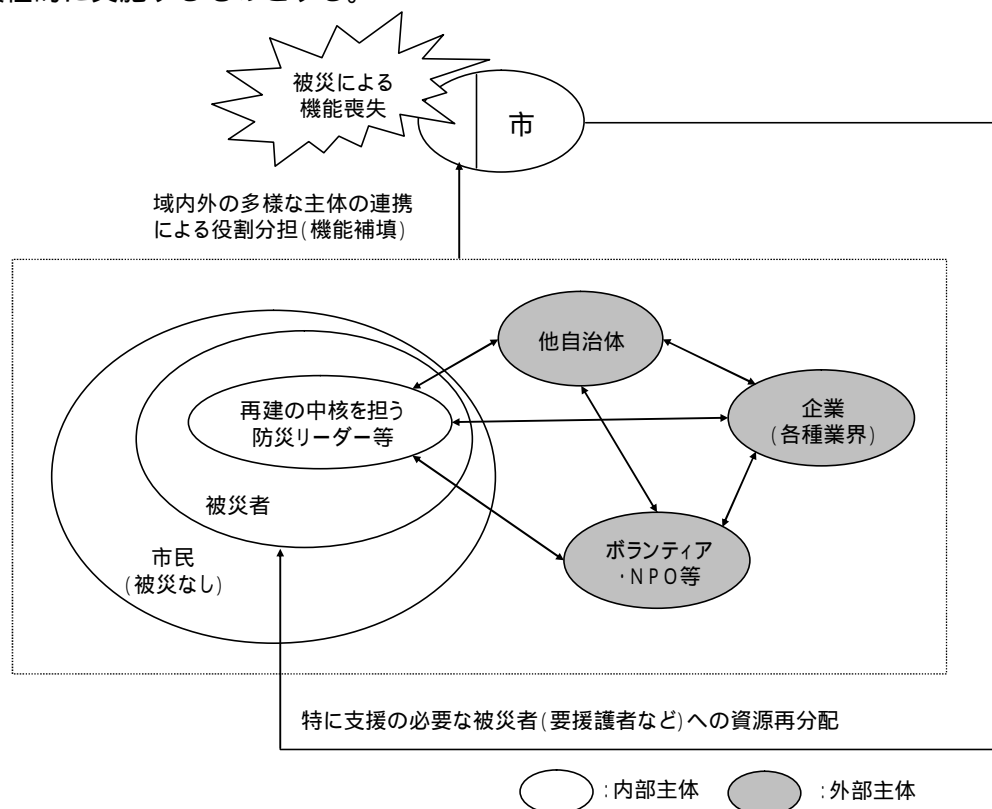 被災による
機能喪失
市
域内外の多様な主体の連携
による役割分担(機能補填)
他自治体
再建の中核を担う
防災リーダー等
企業
(各種業界)
被災者
ボランティア
・NPO等
市民
(被災なし)
特に支援の必要な被災者(要援護者など)への資源再分配
:内部主体
:外部主体